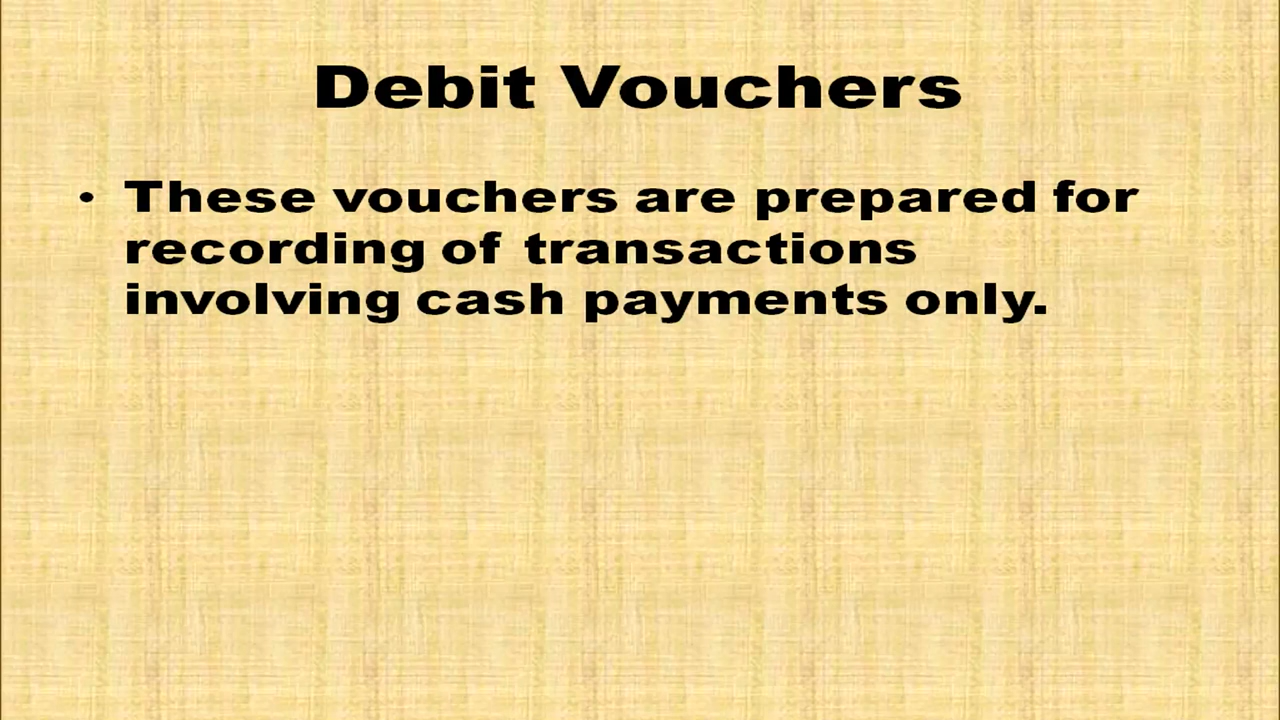 Debit Vouchers
• These vouchers are prepared for
recording of transactions
involving cash payments only.